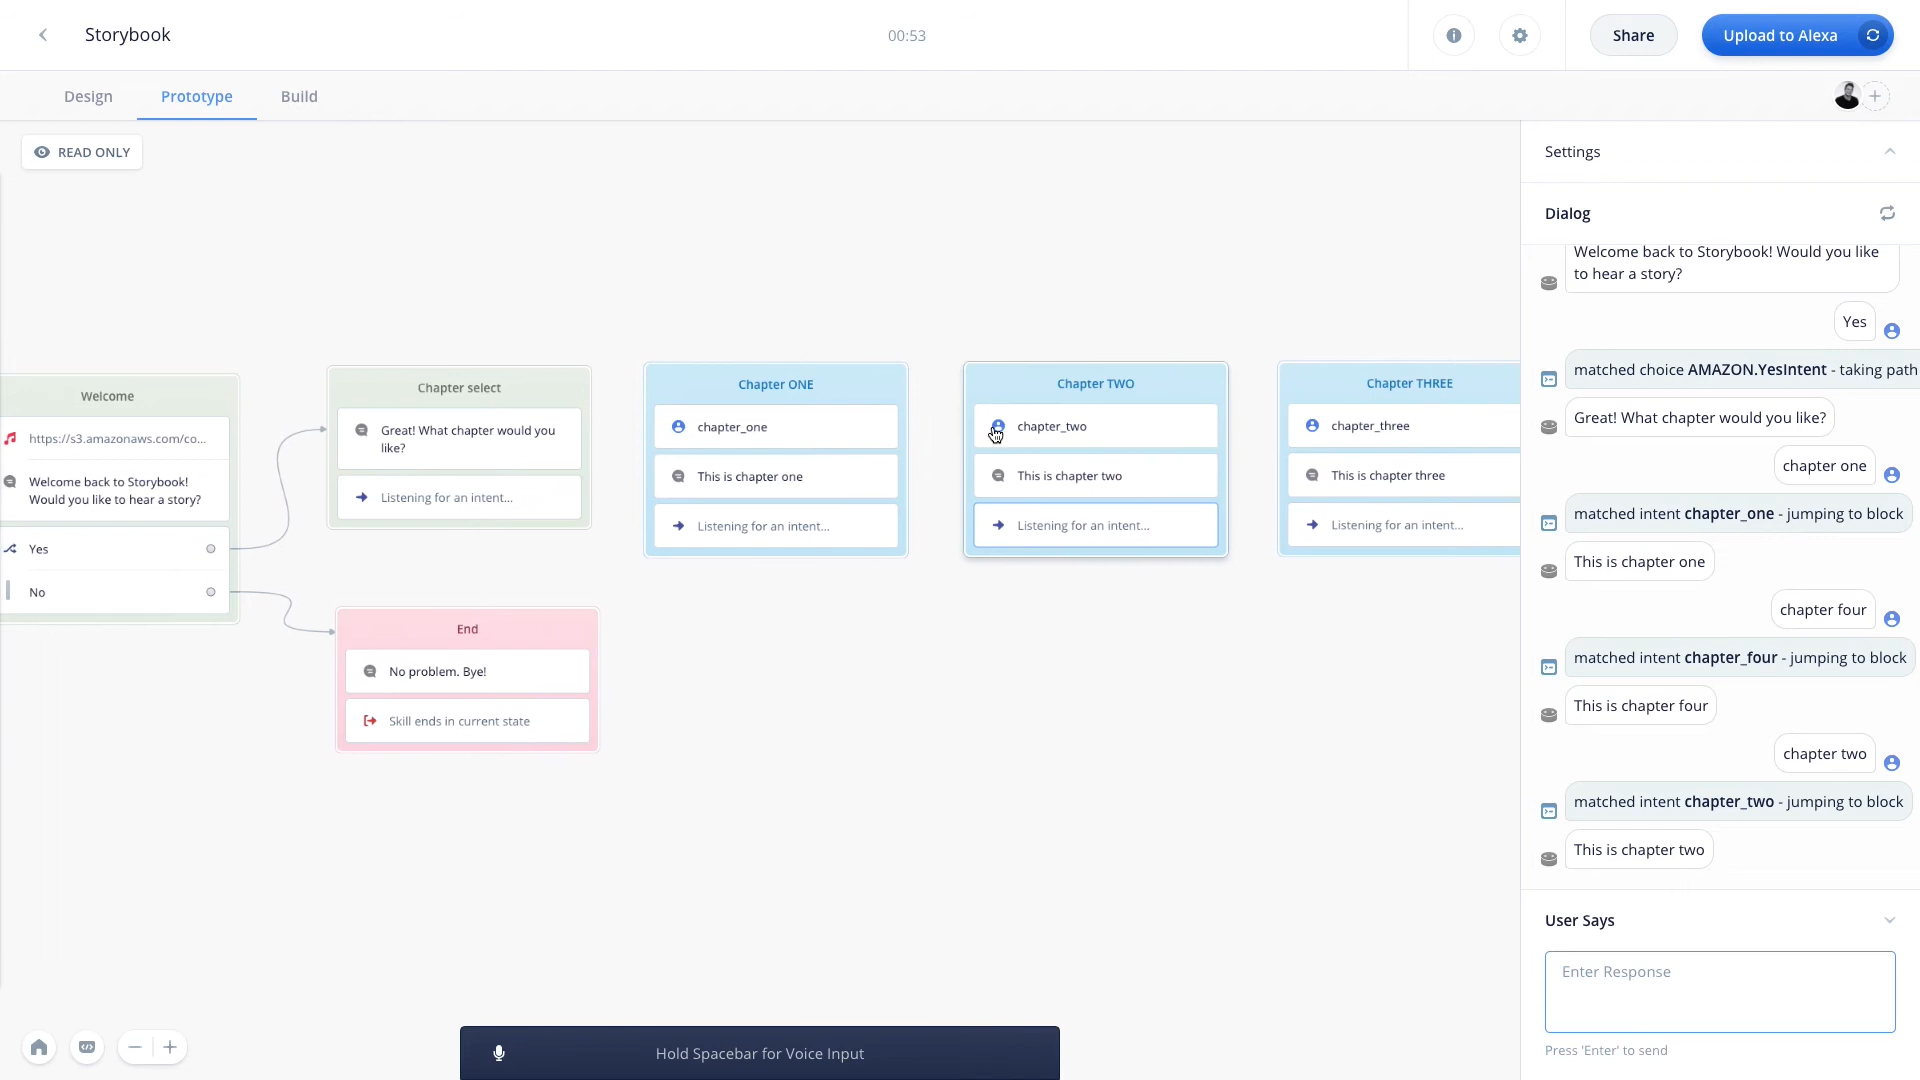 Storybook
00:53
Share
Upload to Alexa
Design
Prototype
Build
READ ONLY
Welcome
https://s3.amazonaws.com/co...
Welcome back to Storybook!
Would you like to hear a story?
Yes
No
Chapter select
Great! What chapter would you
like?
Listening for an intent...
End
No problem. Bye!
Skill ends in current state
Chapter ONE
chapter_one
This is chapter one
Listening for an intent...
Chapter TWO
chapter_two
This is chapter two
Listening for an intent...
Chapter THREE
chapter_three
This is chapter three
Listening for an intent...
Hold Spacebar for Voice Input
Settings
Dialog
Welcome back to Storybook! Would you like
to hear a story?
Yes
matched choice AMAZON.YesIntent - taking path
Great! What chapter would you like?
chapter one
matched intent chapter_one - jumping to block
This is chapter one
chapter four
matched intent chapter_four - jumping to block
This is chapter four
chapter two
matched intent chapter_two - jumping to block
This is chapter two
User Says
Enter Response
Press 'Enter' to send